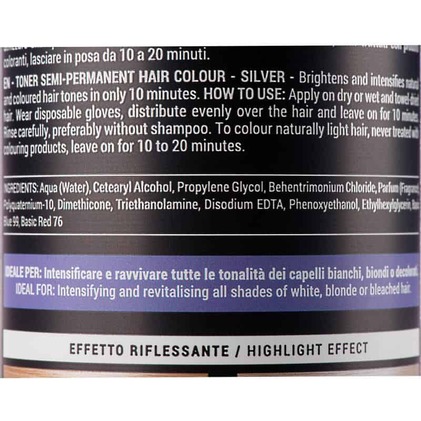 coloranti, lasciare in posa da 10 a 20 minuti.
EN - TONER SEMI-PERMANENT HAIR COLOUR - SILVER - Brightens and intensifies natural
and coloured hair tones in only 10 minutes. HOW TO USE: Apply on dry or wet and towel-dried
hair. Wear disposable gloves, distribute evenly over the hair and leave on for 10 minutes.
Rinse carefully, preferably without shampoo. To colour naturally light hair, never treated with
colouring products, leave on for 10 to 20 minutes.
INGREDIENTS: Aqua (Water), Cetearyl Alcohol, Propylene Glycol, Behentrimonium Chloride, Parfum (Fragrance),
Polyquaternium-10, Dimethicone, Triethanolamine, Disodium EDTA, Phenoxyethanol, Ethylhexylglycerin, Basic
Blue 99, Basic Red 76
IDEALE PER: Intensificare e ravvivare tutte le tonalità dei capelli bianchi, biondi o decolorati.
IDEAL FOR: Intensifying and revitalising all shades of white, blonde or bleached hair.
EFFETTO RIFLESSANTE / HIGHLIGHT EFFECT